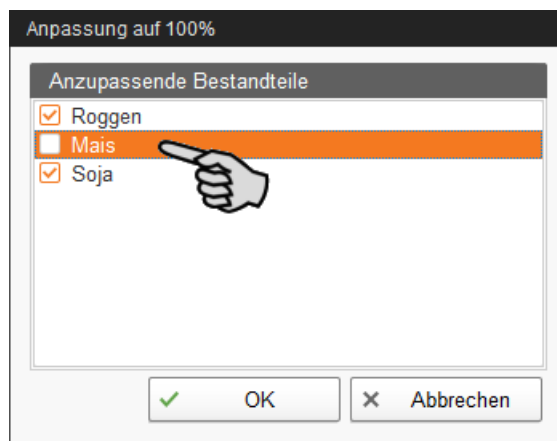 Anpassung auf 100%
Anzupassende Bestandteile
Roggen
Mais
Soja
OK
Abbrechen